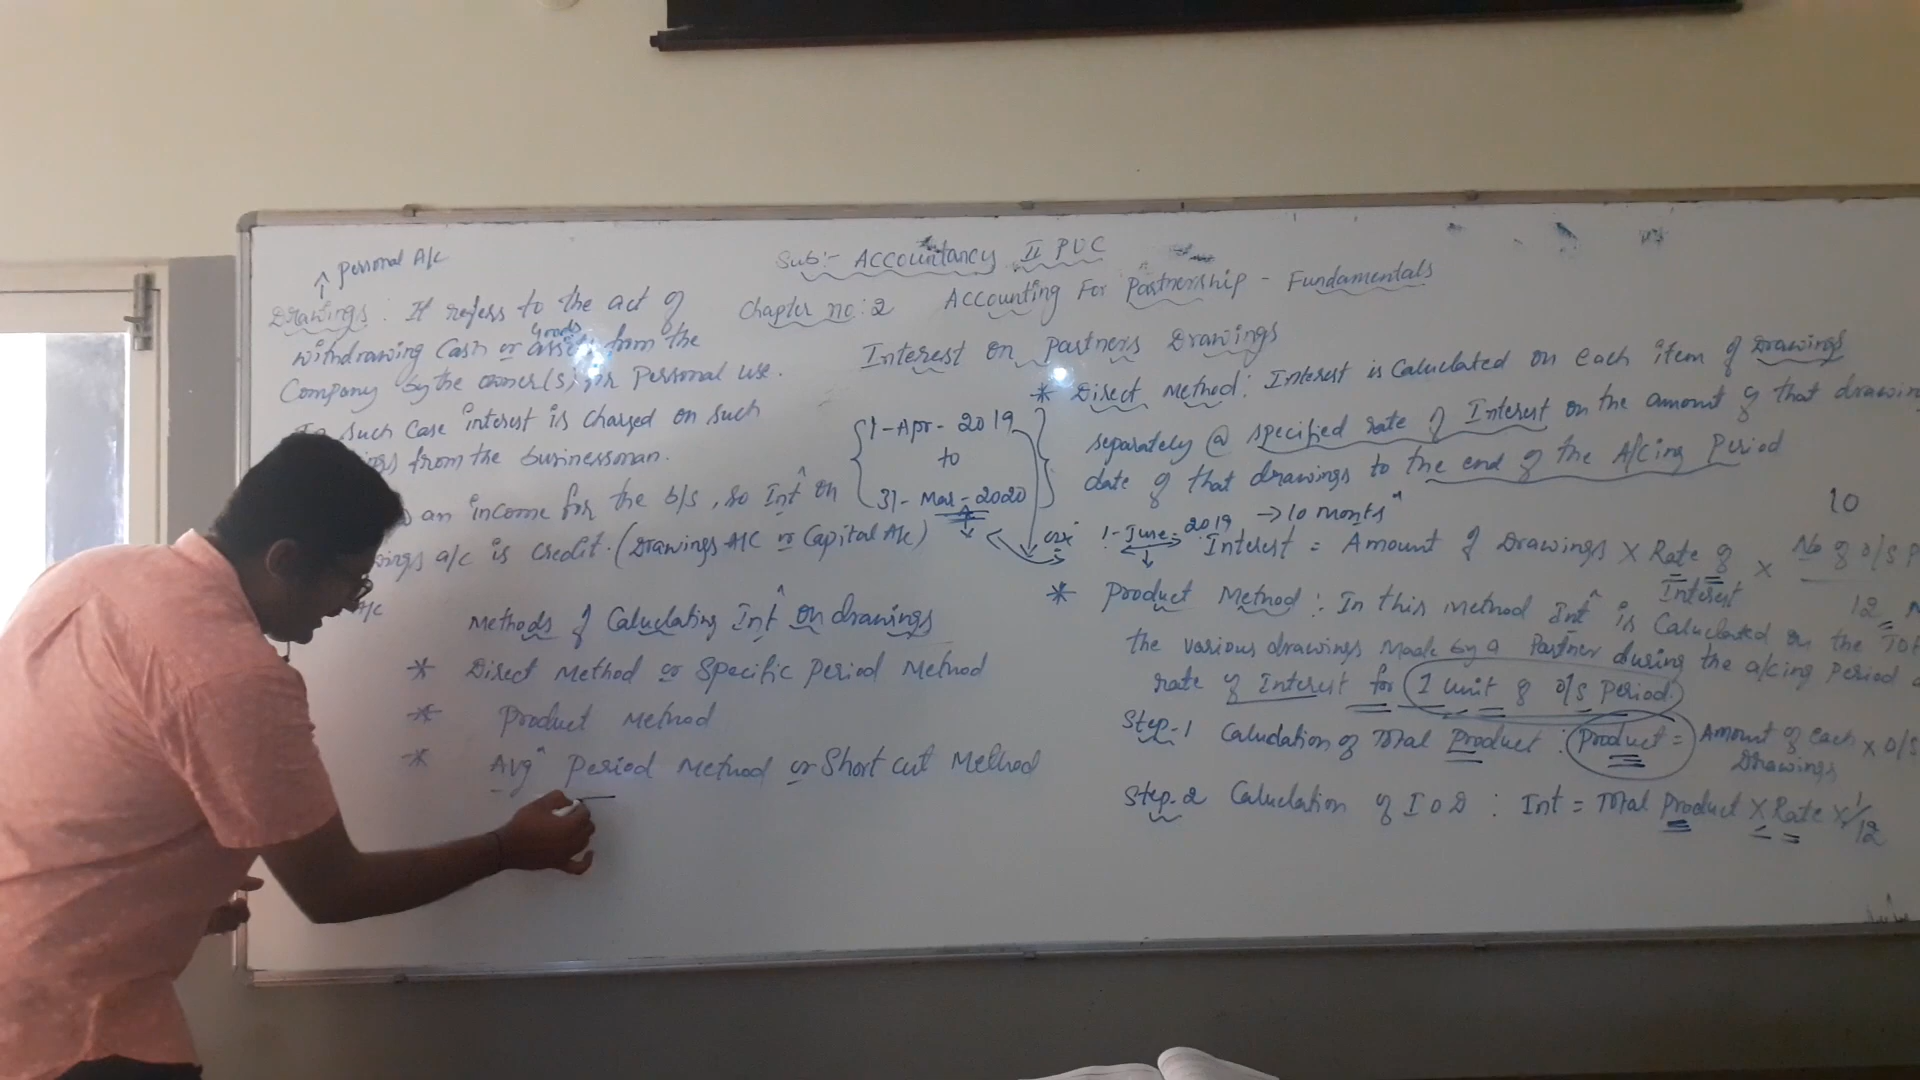 Sub:- Accountancy II PUC
Chapter no:2 Accounting For Partnership - Fundamentals
Personal A/c
Drawings: It refers to the act of
withdrawing Cash or assets from the
Goods
Company by the owner(s) for Personal use.
such Case interest is charged on such
from the businessman.
an income for the b/s, so Int on
a/c is credit. (Drawings A/C or Capital A/c)
A/c
Methods of Calculating Int on drawings
* Direct Method or Specific Period Method
* Product Method
* Avg Period Method or Short cut Method
Interest on Partners Drawings
1-Apr-2019
to
31-Mar-2020
* Direct Method: Interest is Calculated on each item of Drawings
separately @ specified rate of Interest on the amount of that drawin
date of that drawings to the end of the A/cing Period
1-June-2019 → 10 months
10
Interest = Amount of Drawings X Rate of Interest X No of o/s P
12
* Product Method: In this method Int is Calculated on the Tot
the various drawings made by a Partner during the a/cing Period
rate of Interest for 1 unit of o/s Period.
Step-1 Calculation of Total Product: Product = Amount of each Drawings X O/S
Step-2 Calculation of I O D : Int = Total Product X Rate X 1/12